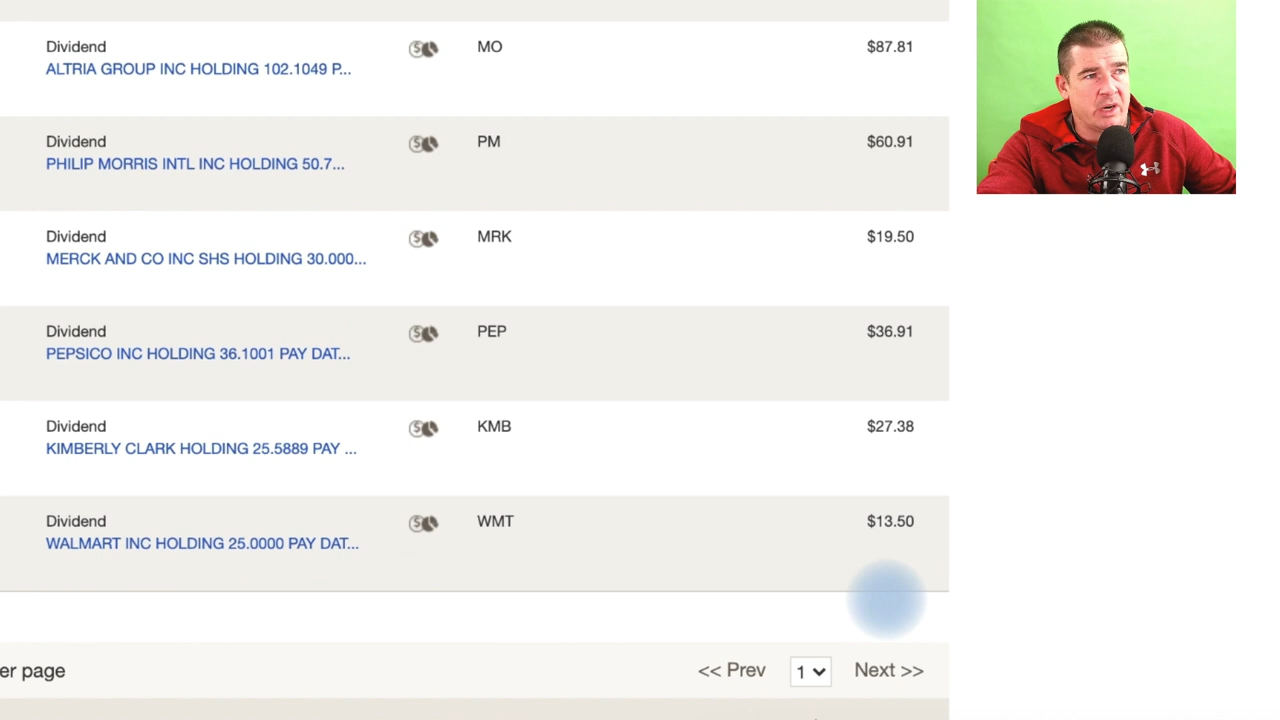 Dividend MO $87.81
ALTRIA GROUP INC HOLDING 102.1049 P...
Dividend PM $60.91
PHILIP MORRIS INTL INC HOLDING 50.7...
Dividend MRK $19.50
MERCK AND CO INC SHS HOLDING 30.000...
Dividend PEP $36.91
PEPSICO INC HOLDING 36.1001 PAY DAT...
Dividend KMB $27.38
KIMBERLY CLARK HOLDING 25.5889 PAY ...
Dividend WMT $13.50
WALMART INC HOLDING 25.0000 PAY DAT...
er page << Prev 1 Next >>